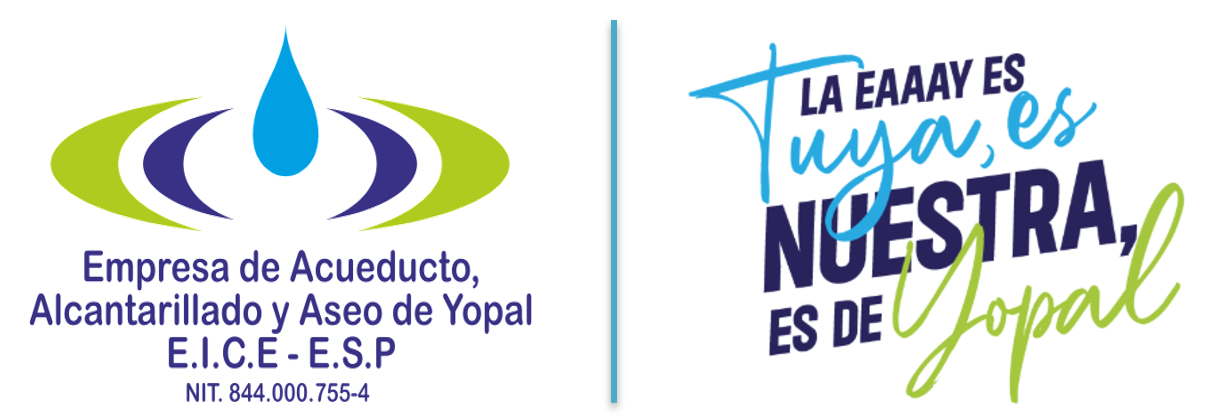 Empresa de Acueducto,
Alcantarillado y Aseo de Yopal
E.I.C.E - E.S.P
NIT. 844.000.755-4
LA EAAAY ES
Tuya, es
NUESTRA,
ES DE Yopal